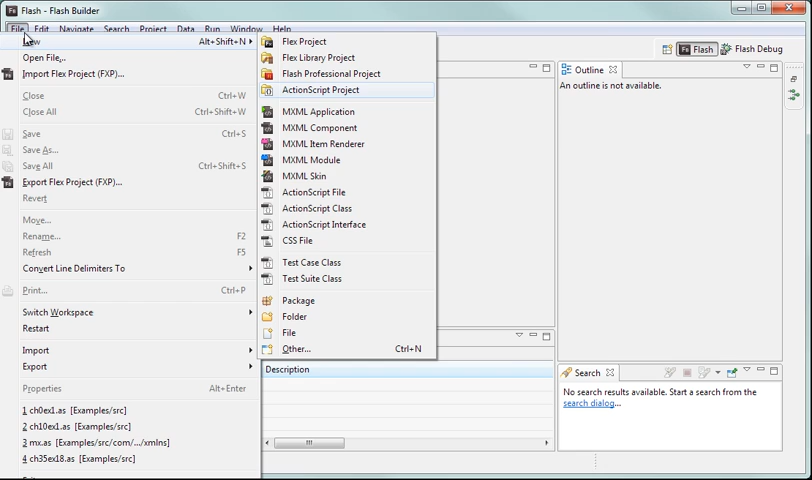 Flash - Flash Builder
File Edit Navigate Search Project Data Run Window Help
Flash Flash Debug
Alt+Shift+N
Open File...
Import Flex Project (FXP)...
Close Ctrl+W
Close All Ctrl+Shift+W
Save Ctrl+S
Save As...
Save All Ctrl+Shift+S
Export Flex Project (FXP)...
Revert
Move...
Rename... F2
Refresh F5
Convert Line Delimiters To
Print... Ctrl+P
Switch Workspace
Restart
Import
Export
Properties Alt+Enter
1 ch0ex1.as [Examples/src]
2 ch10ex1.as [Examples/src]
3 mx.as [Examples/src/com/.../xmlns]
4 ch35ex18.as [Examples/src]
Flex Project
Flex Library Project
Flash Professional Project
ActionScript Project
MXML Application
MXML Component
MXML Item Renderer
MXML Module
MXML Skin
ActionScript File
ActionScript Class
ActionScript Interface
CSS File
Test Case Class
Test Suite Class
Package
Folder
File
Other... Ctrl+N
Description
Outline
An outline is not available.
Search
No search results available. Start a search from the
search dialog...